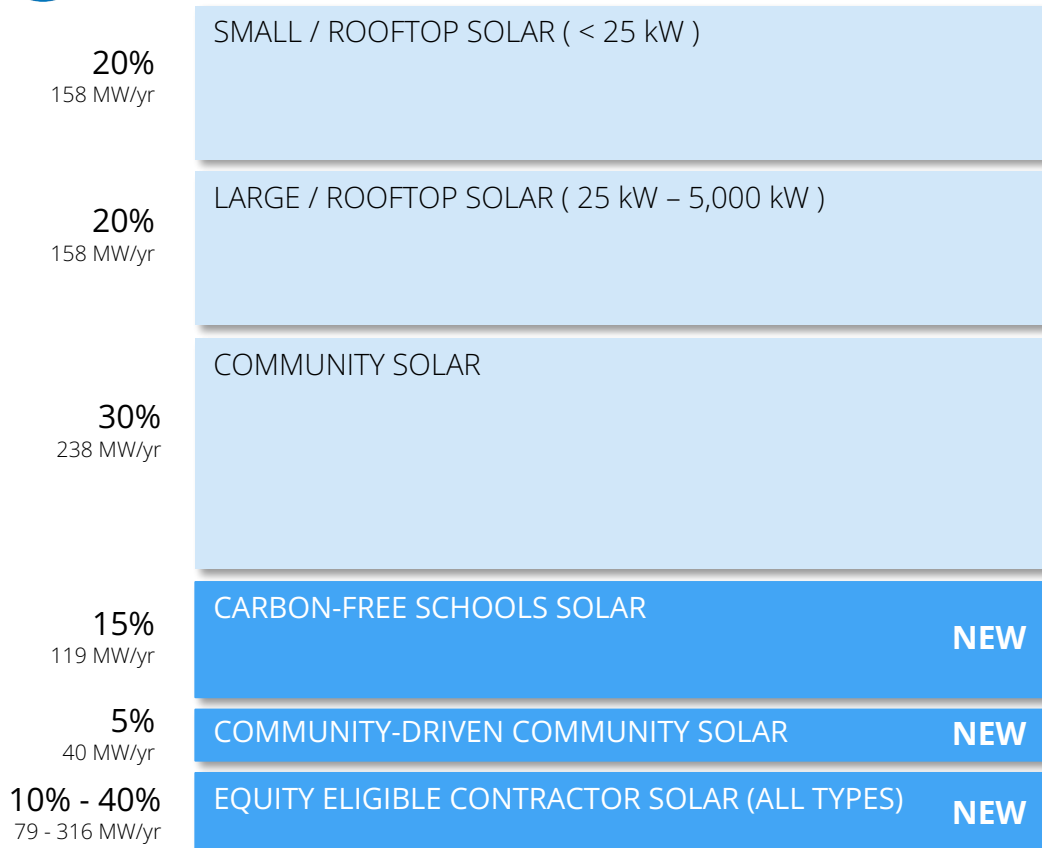 SMALL / ROOFTOP SOLAR ( < 25 kW )
20%
158 MW/yr
LARGE / ROOFTOP SOLAR ( 25 kW – 5,000 kW )
20%
158 MW/yr
COMMUNITY SOLAR
30%
238 MW/yr
CARBON-FREE SCHOOLS SOLAR
15%
119 MW/yr
NEW
5%
40 MW/yr
COMMUNITY-DRIVEN COMMUNITY SOLAR
NEW
10% - 40%
79 - 316 MW/yr
EQUITY ELIGIBLE CONTRACTOR SOLAR (ALL TYPES)
NEW